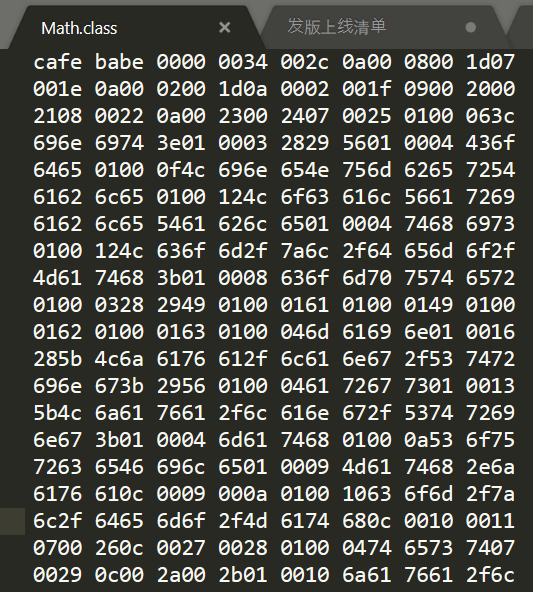 Math.class
发版上线清单
cafe babe 0000 0034 002c 0a00 0800 1d07
001e 0a00 0200 1d0a 0002 001f 0900 2000
2108 0022 0a00 2300 2407 0025 0100 063c
696e 6974 3e01 0003 2829 5601 0004 436f
6465 0100 0f4c 696e 654e 756d 6265 7254
6162 6c65 0100 124c 6f63 616c 5661 7269
6162 6c65 5461 626c 6501 0004 7468 6973
0100 124c 636f 6d2f 7a6c 2f64 656d 6f2f
4d61 7468 3b01 0008 636f 6d70 7574 6572
0100 0328 2949 0100 0161 0100 0149 0100
0162 0100 0163 0100 046d 6169 6e01 0016
285b 4c6a 6176 612f 6c61 6e67 2f53 7472
696e 673b 2956 0100 0461 7267 7301 0013
5b4c 6a61 7661 2f6c 616e 672f 5374 7269
6e67 3b01 0004 6d61 7468 0100 0a53 6f75
7263 6546 696c 6501 0009 4d61 7468 2e6a
6176 610c 0009 000a 0100 1063 6f6d 2f7a
6c2f 6465 6d6f 2f4d 6174 680c 0010 0011
0700 260c 0027 0028 0100 0474 6573 7407
0029 0c00 2a00 2b01 0010 6a61 7661 2f6c